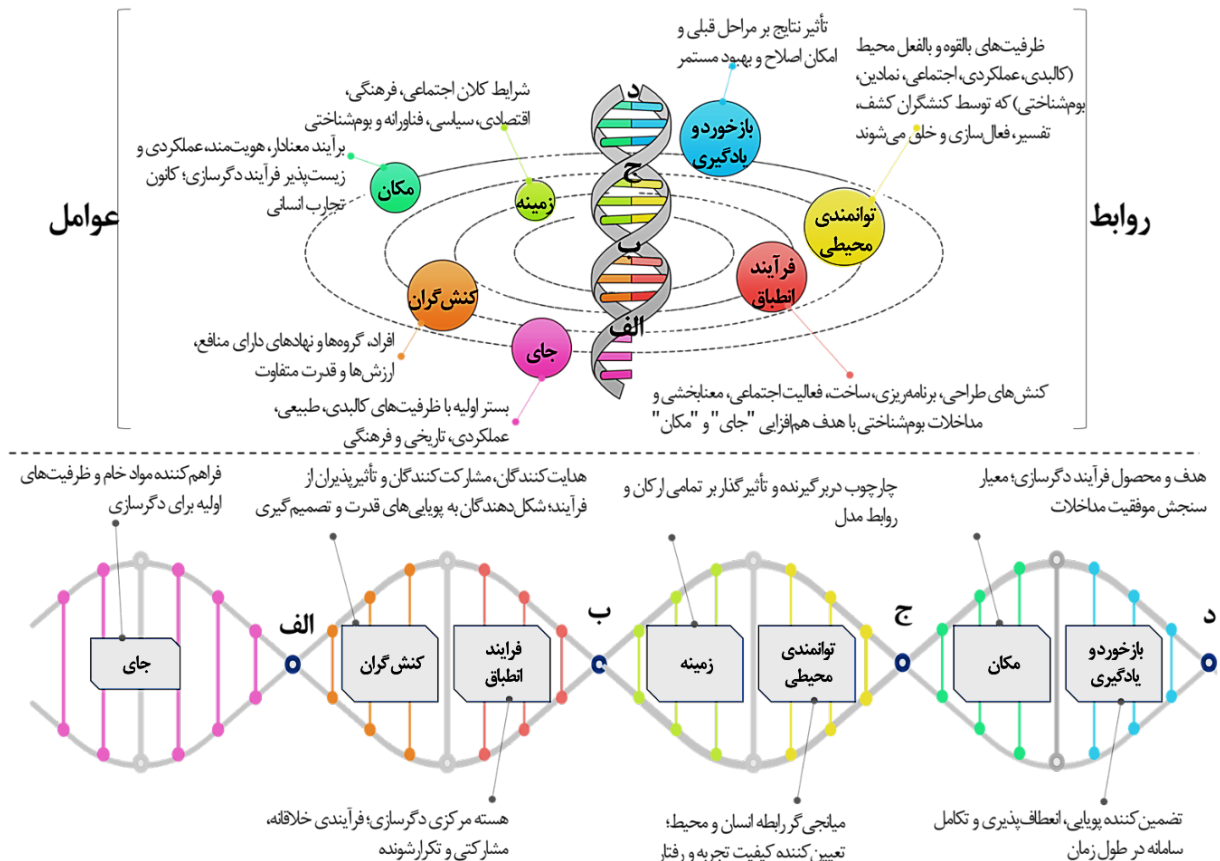 تأثیر نتایج بر مراحل قبلی و
امکان اصلاح و بهبود مستمر
ظرفیت‌های بالقوه و بالفعل محیط
(کالبدی، عملکردی، اجتماعی، نمادین،
بوم‌شناختی) که توسط کنشگران کشف،
تفسیر، فعال‌سازی و خلق می‌شوند
شرایط کلان اجتماعی، فرهنگی،
اقتصادی، سیاسی، فناورانه و بوم‌شناختی
برآیند معنادار، هویت‌مند، عملکردی و
زیست‌پذیر فرآیند دگرسازی؛ کانون
تجارب انسانی
روابط
عوامل
بازخورد و
یادگیری
توانمندی
محیطی
فرآیند
انطباق
مکان
زمینه
کنش‌گران
جای
د
ج
ب
الف
افراد، گروه‌ها و نهادهای دارای منافع،
ارزش‌ها و قدرت متفاوت
بستر اولیه با ظرفیت‌های کالبدی، طبیعی،
عملکردی، تاریخی و فرهنگی
کنش‌های طراحی، برنامه‌ریزی، ساخت، فعالیت اجتماعی، معنابخشی و
مداخلات بوم‌شناختی با هدف هم‌افزایی "جای" و "مکان"
هدف و محصول فرآیند دگرسازی؛ معیار
سنجش موفقیت مداخلات
چارچوب دربرگیرنده و تأثیرگذار بر تمامی ارکان و
روابط مدل
هدایت‌کنندگان، مشارکت‌کنندگان و تأثیرپذیران از
فرآیند؛ شکل‌دهندگان به پویایی‌های قدرت و تصمیم‌گیری
فراهم‌کننده مواد خام و ظرفیت‌های
اولیه برای دگرسازی
د
ج
ب
الف
بازخورد و
یادگیری
مکان
توانمندی
محیطی
زمینه
فرایند
انطباق
کنش‌گران
جای
تضمین‌کننده پویایی، انعطاف‌پذیری و تکامل
سامانه در طول زمان
میانجی‌گر رابطه انسان و محیط؛
تعیین‌کننده کیفیت تجربه و رفتار
هسته مرکزی دگرسازی؛ فرآیندی خلاقانه،
مشارکتی و تکرارشونده